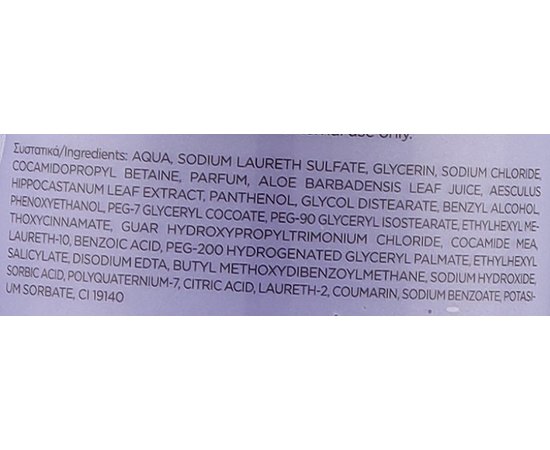 use only.
Συστατικά/Ingredients: AQUA, SODIUM LAURETH SULFATE, GLYCERIN, SODIUM CHLORIDE,
COCAMIDOPROPYL BETAINE, PARFUM, ALOE BARBADENSIS LEAF JUICE, AESCULUS
HIPPOCASTANUM LEAF EXTRACT, PANTHENOL, GLYCOL DISTEARATE, BENZYL ALCOHOL,
PHENOXYETHANOL, PEG-7 GLYCERYL COCOATE, PEG-90 GLYCERYL ISOSTEARATE, ETHYLHEXYL ME-
THOXYCINNAMATE, GUAR HYDROXYPROPYLTRIMONIUM CHLORIDE, COCAMIDE MEA,
LAURETH-10, BENZOIC ACID, PEG-200 HYDROGENATED GLYCERYL PALMATE, ETHYLHEXYL
SALICYLATE, DISODIUM EDTA, BUTYL METHOXYDIBENZOYLMETHANE, SODIUM HYDROXIDE,
SORBIC ACID, POLYQUATERNIUM-7, CITRIC ACID, LAURETH-2, COUMARIN, SODIUM BENZOATE, POTASI-
UM SORBATE, CI 19140